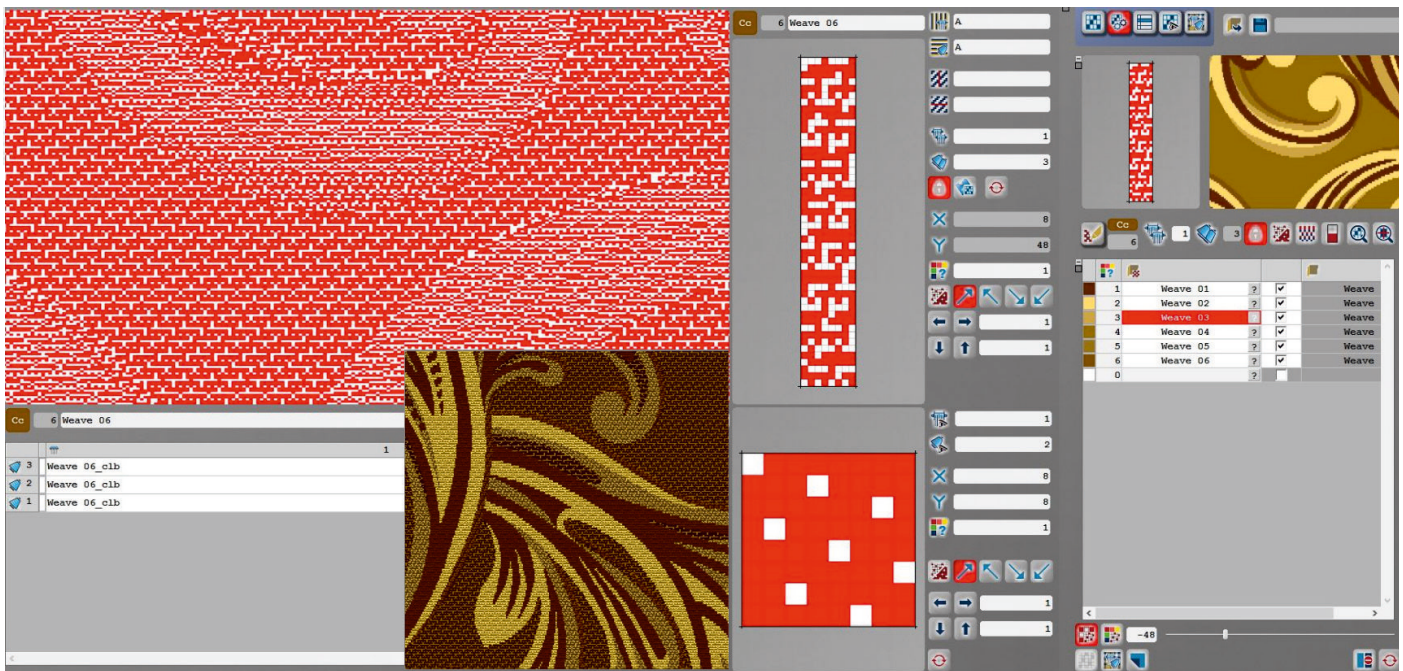 Cc 6 Weave 06
A
A
1
3
8
48
1
1
1
Cc 6 1 3
1 Weave 01 ? Weave
2 Weave 02 ? Weave
3 Weave 03 ? Weave
4 Weave 04 ? Weave
5 Weave 05 ? Weave
6 Weave 06 ? Weave
0 ?
-48
Cc 6 Weave 06
1
3 Weave 06_clb
2 Weave 06_clb
1 Weave 06_clb
1
2
8
8
1
1
1